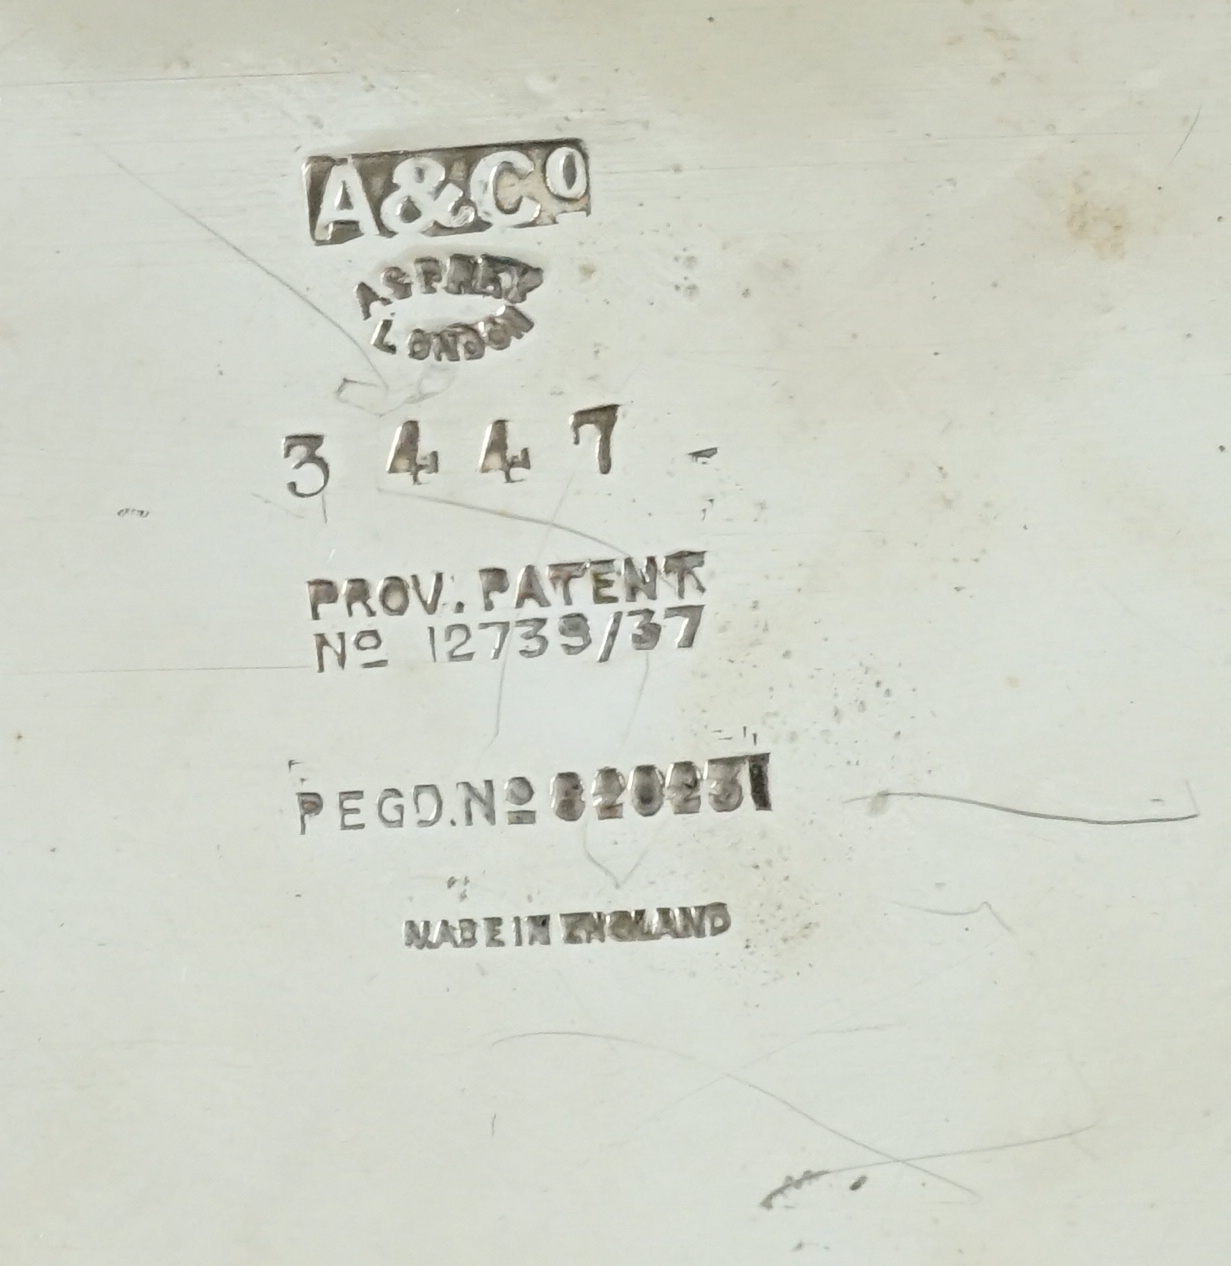 A&Cº
ASPREY
LONDON
3447
PROV. PATENT
Nº 12739/37
REGD. Nº 820231
MADE IN ENGLAND